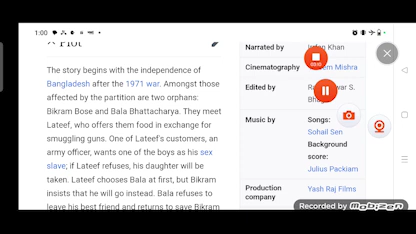 1:00
Plot
The story begins with the independence of
Bangladesh after the 1971 war. Amongst those
affected by the partition are two orphans:
Bikram Bose and Bala Bhattacharya. They meet
Lateef, who offers them food in exchange for
smuggling guns. One of Lateef's customers, an
army officer, wants one of the boys as his sex
slave; if Lateef refuses, his daughter will be
taken. Lateef chooses Bala at first, but Bikram
insists that he will go instead. Bala refuses to
leave his best friend and returns to save Bikram
Narrated by Khan
Cinematography Mishra
Edited by S.
Music by Songs:
Sohail Sen
Background
score:
Julius Packiam
Production Yash Raj Films
company
Recorded by MOBIZEN